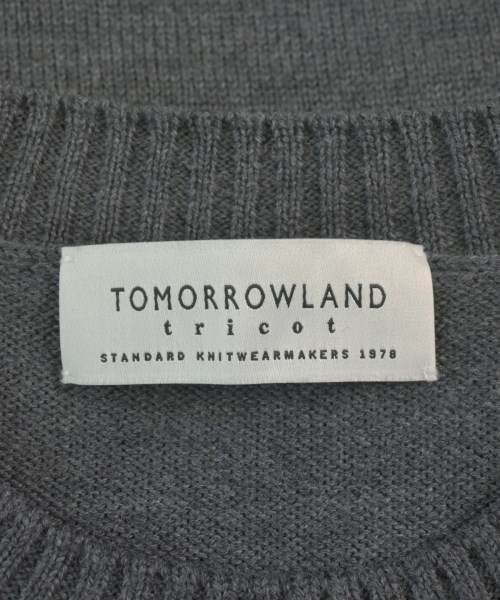 TOMORROWLAND
tricot
STANDARD KNITWEARMAKERS 1978